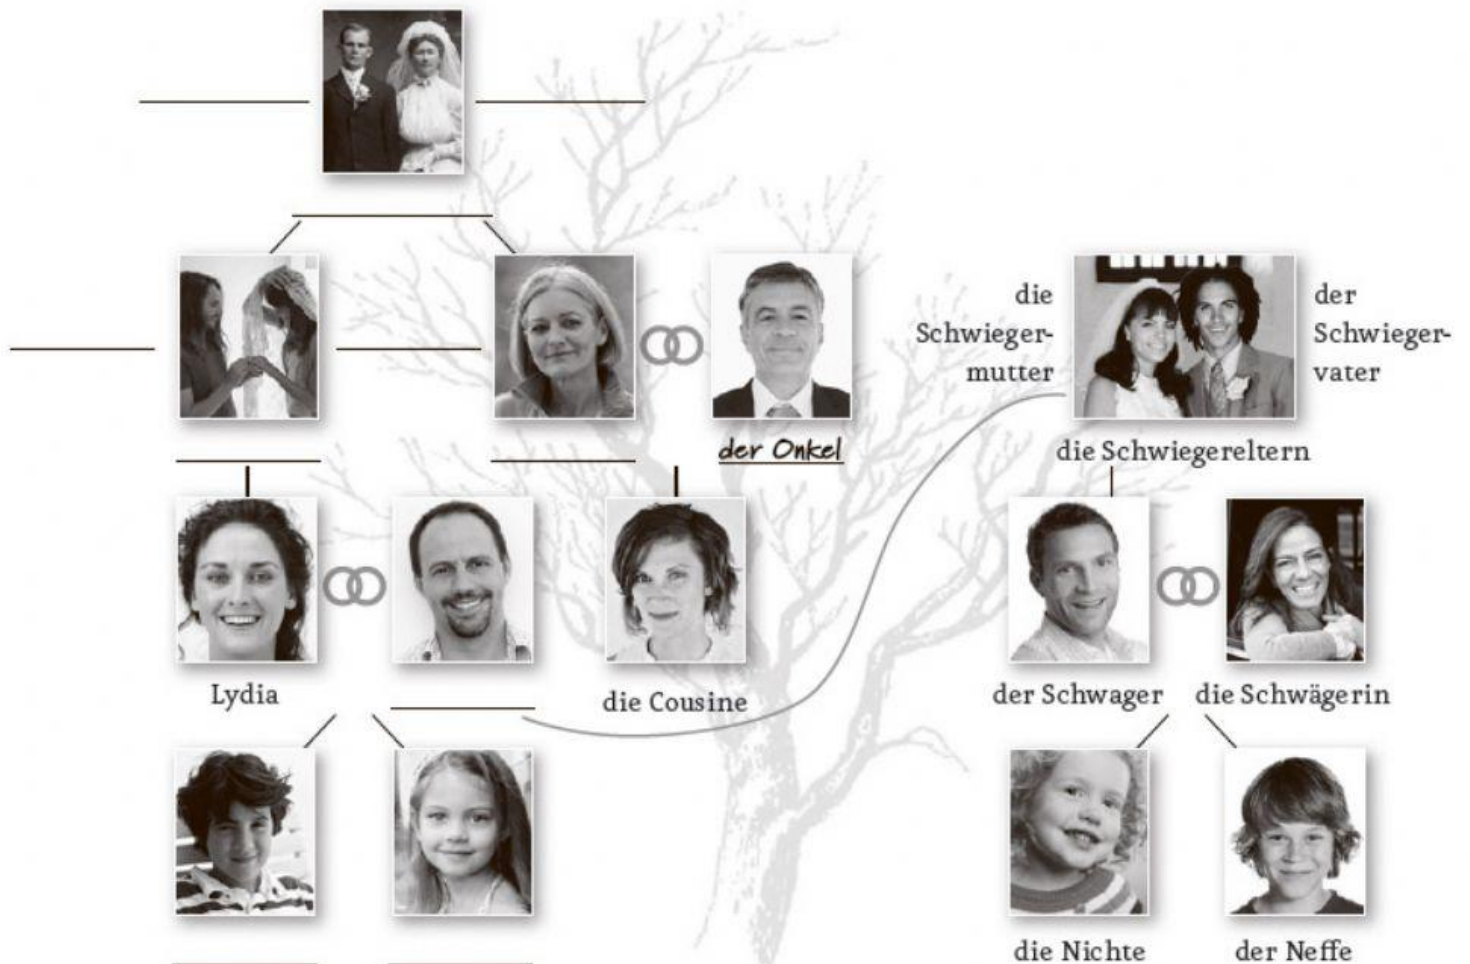 die
Schwieger-
mutter
der
Schwieger-
vater
der Onkel
die Schwiegereltern
Lydia
die Cousine
der Schwager
die Schwägerin
die Nichte
der Neffe